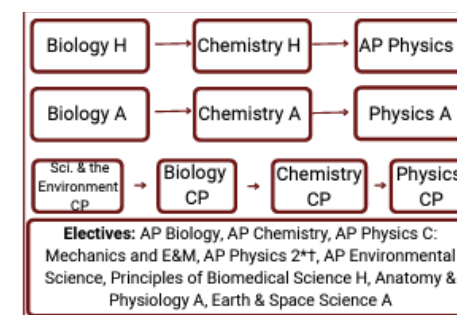 Biology H
Chemistry H
AP Physics
Biology A
Chemistry A
Physics A
Sci. & the
Environment
CP
Biology
CP
Chemistry
CP
Physics
CP
Electives: AP Biology, AP Chemistry, AP Physics C:
Mechanics and E&M, AP Physics 2*†, AP Environmental
Science, Principles of Biomedical Science H, Anatomy &
Physiology A, Earth & Space Science A